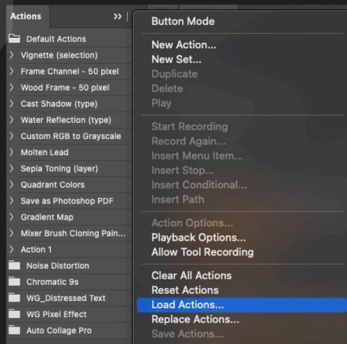 Actions
Default Actions
Vignette (selection)
Frame Channel - 50 pixel
Wood Frame - 50 pixel
Cast Shadow (type)
Water Reflection (type)
Custom RGB to Grayscale
Molten Lead
Sepia Toning (layer)
Quadrant Colors
Save as Photoshop PDF
Gradient Map
Mixer Brush Cloning Pain...
Action 1
Noise Distortion
Chromatic 9s
WG_Distressed Text
WG Pixel Effect
Auto Collage Pro
Button Mode
New Action...
New Set...
Duplicate
Delete
Play
Start Recording
Record Again...
Insert Menu Item...
Insert Stop...
Insert Conditional...
Insert Path
Action Options...
Playback Options...
Allow Tool Recording
Clear All Actions
Reset Actions
Load Actions...
Replace Actions...
Save Actions...